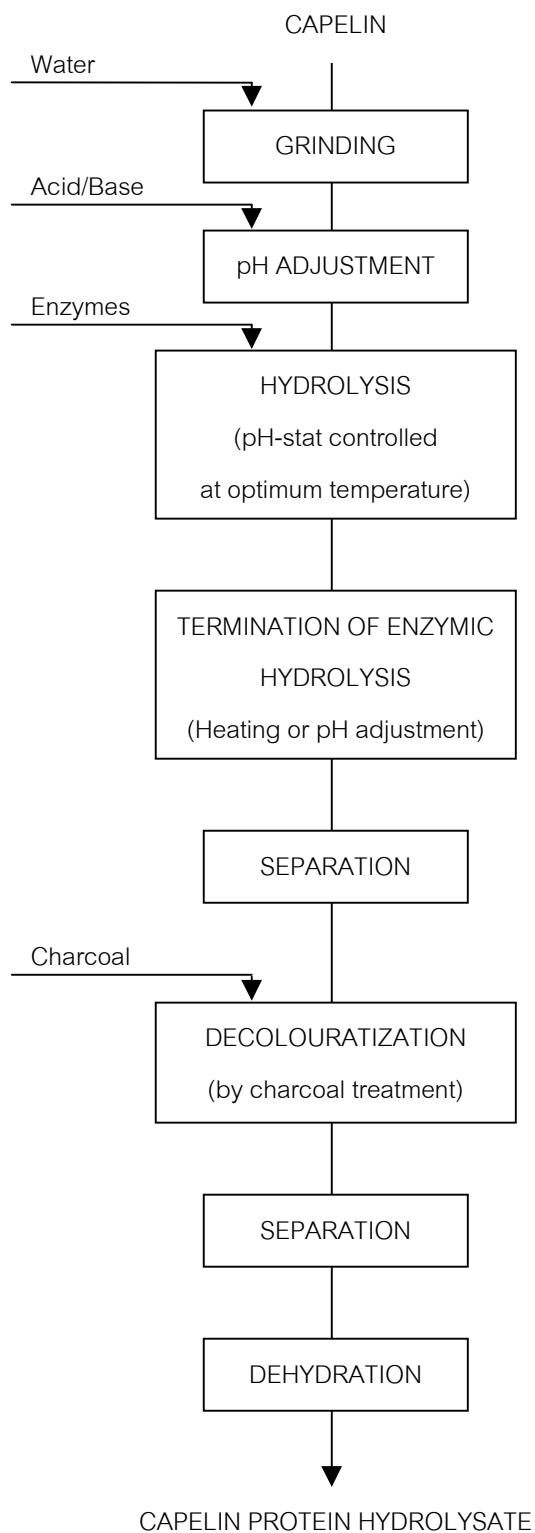 CAPELIN
Water
GRINDING
Acid/Base
pH ADJUSTMENT
Enzymes
HYDROLYSIS
(pH-stat controlled
at optimum temperature)
TERMINATION OF ENZYMIC
HYDROLYSIS
(Heating or pH adjustment)
SEPARATION
Charcoal
DECOLOURATIZATION
(by charcoal treatment)
SEPARATION
DEHYDRATION
CAPELIN PROTEIN HYDROLYSATE